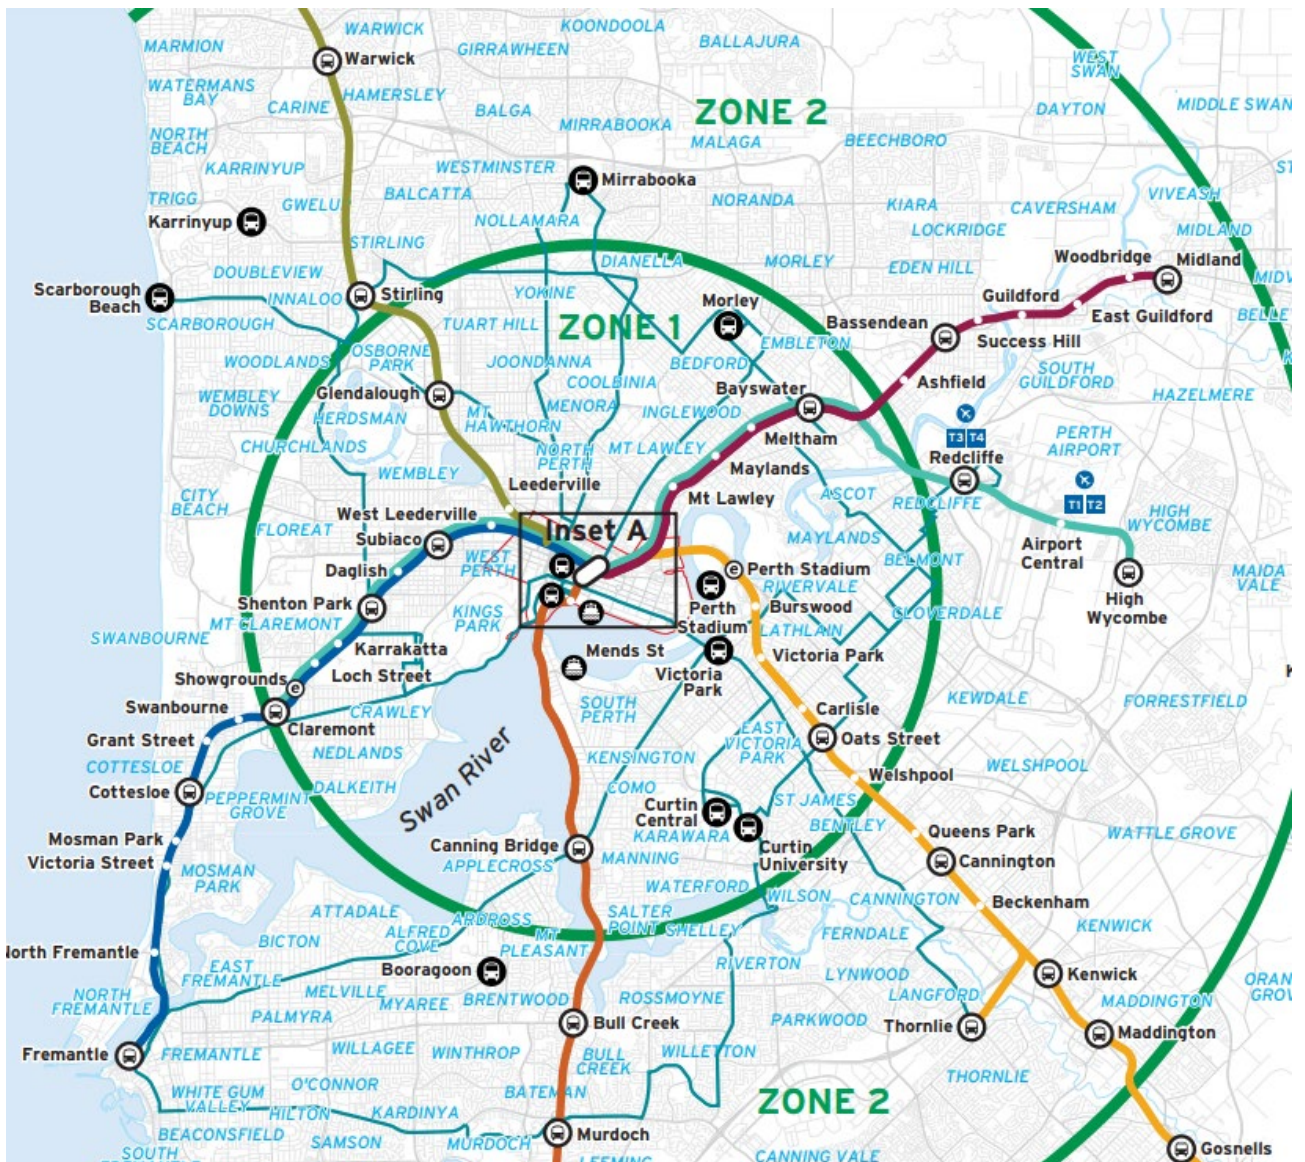 MARMION
WARWICK
Warwick
GIRRAWHEEN
KOONDOOLA
BALLAJURA
WEST
SWAN
WATERMANS
BAY
CARINE
HAMERSLEY
BALGA
MIRRABOOKA
ZONE 2
MALAGA
BEECHBORO
DAYTON
MIDDLE SWAN
NORTH
BEACH
KARRINYUP
WESTMINSTER
Mirrabooka
TRIGG
GWELUP
BALCATTA
NOLLAMARA
NORANDA
KIARA
LOCKRIDGE
CAVERSHAM
VIVEASH
Karrinyup
STIRLING
DIANELLA
MORLEY
EDEN HILL
MIDLAND
Woodbridge
Midland
DOUBLEVIEW
INNALOO
Stirling
YOKINE
Morley
Guildford
East Guildford
Scarborough
Beach
SCARBOROUGH
TUART HILL
ZONE 1
EMBLETON
Bassendean
Success Hill
WOODLANDS
OSBORNE
PARK
JOONDANNA
BEDFORD
SOUTH
GUILDFORD
Ashfield
HAZELMERE
WEMBLEY
DOWNS
Glendalough
COOLBINIA
MENORA
Bayswater
HERDSMAN
MT
HAWTHORN
INGLEWOOD
Meltham
CHURCHLANDS
NORTH
PERTH
MT LAWLEY
Maylands
T3 T4
Redcliffe
PERTH
AIRPORT
WEMBLEY
Leederville
Mt Lawley
ASCOT
REDCLIFFE
T1 T2
CITY
BEACH
FLOREAT
West Leederville
Inset A
MAYLANDS
HIGH
WYCOMBE
Subiaco
WEST
PERTH
BELMONT
Airport
Central
Daglish
Perth Stadium
RIVERVALE
High
Wycombe
MAIDA
VALE
Shenton Park
KINGS
PARK
Perth
Stadium
Burswood
CLOVERDALE
MT CLAREMONT
LATHLAIN
SWANBOURNE
Karrakatta
Mends St
Victoria
Park
Victoria Park
Showgrounds
Loch Street
Swanbourne
Claremont
CRAWLEY
SOUTH
PERTH
Carlisle
KEWDALE
FORRESTFIELD
Grant Street
NEDLANDS
EAST
VICTORIA
PARK
Oats Street
COTTESLOE
KENSINGTON
Welshpool
WELSHPOOL
Cottesloe
PEPPERMINT
GROVE
DALKEITH
Swan River
COMO
ST JAMES
Curtin
Central
KARAWARA
BENTLEY
Queens Park
WATTLE GROVE
Mosman Park
Victoria Street
Canning Bridge
MANNING
Curtin
University
Cannington
MOSMAN
PARK
APPLECROSS
WATERFORD
WILSON
CANNINGTON
Beckenham
ATTADALE
ARDROSS
SALTER
POINT
SHELLEY
KENWICK
North Fremantle
BICTON
ALFRED
COVE
MT
PLEASANT
FERNDALE
EAST
FREMANTLE
Booragoon
RIVERTON
LYNWOOD
Kenwick
NORTH
FREMANTLE
MELVILLE
MYAREE
BRENTWOOD
ROSSMOYNE
LANGFORD
MADDINGTON
PALMYRA
Bull Creek
PARKWOOD
Thornlie
Maddington
Fremantle
FREMANTLE
WILLAGEE
WINTHROP
BULL
CREEK
WILLETTON
THORNLIE
WHITE GUM
VALLEY
O'CONNOR
BATEMAN
ZONE 2
HILTON
KARDINYA
BEACONSFIELD
SAMSON
MURDOCH
Murdoch
Gosnells
SOUTH
LEEMING
CANNING VALE